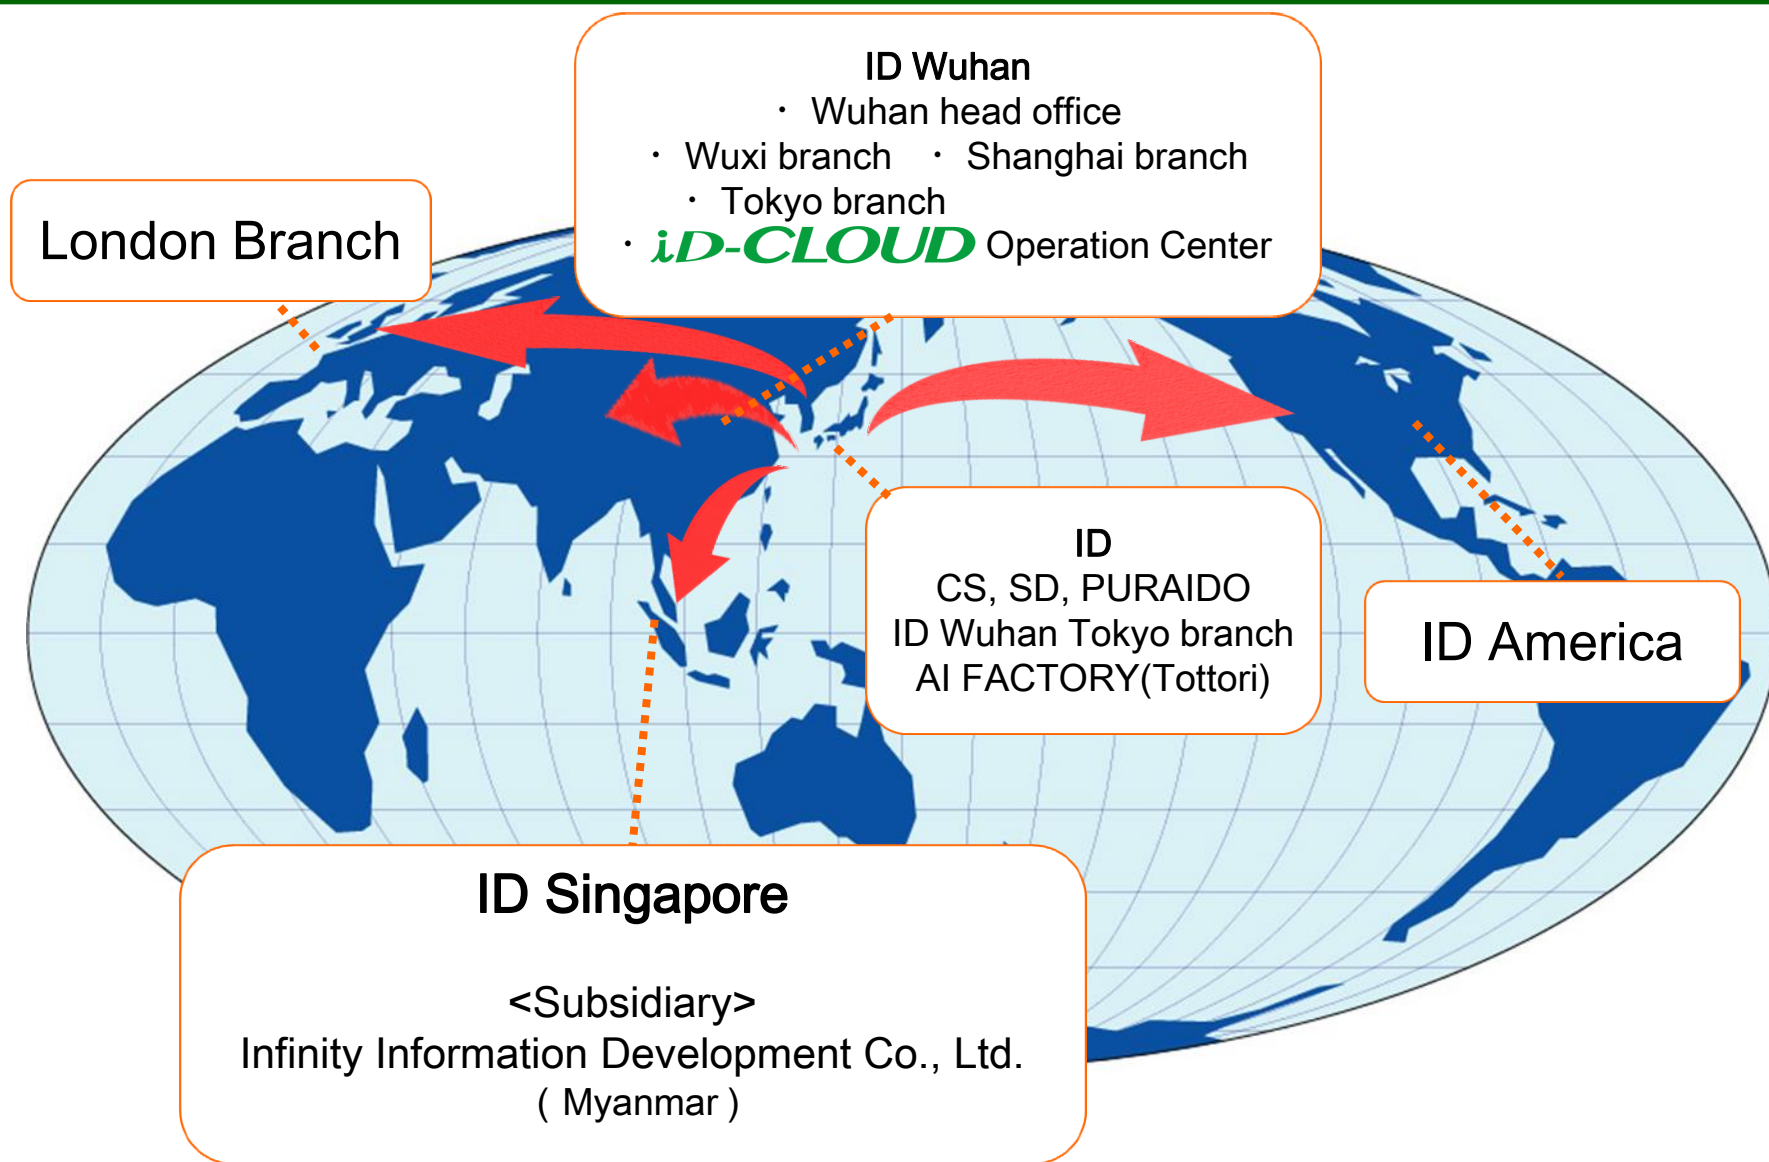 ID Wuhan
・ Wuhan head office
・ Wuxi branch ・ Shanghai branch
・ Tokyo branch
・ iD-CLOUD Operation Center
London Branch
ID
CS, SD, PURAIDO
ID Wuhan Tokyo branch
AI FACTORY(Tottori)
ID America
ID Singapore
<Subsidiary>
Infinity Information Development Co., Ltd.
( Myanmar )